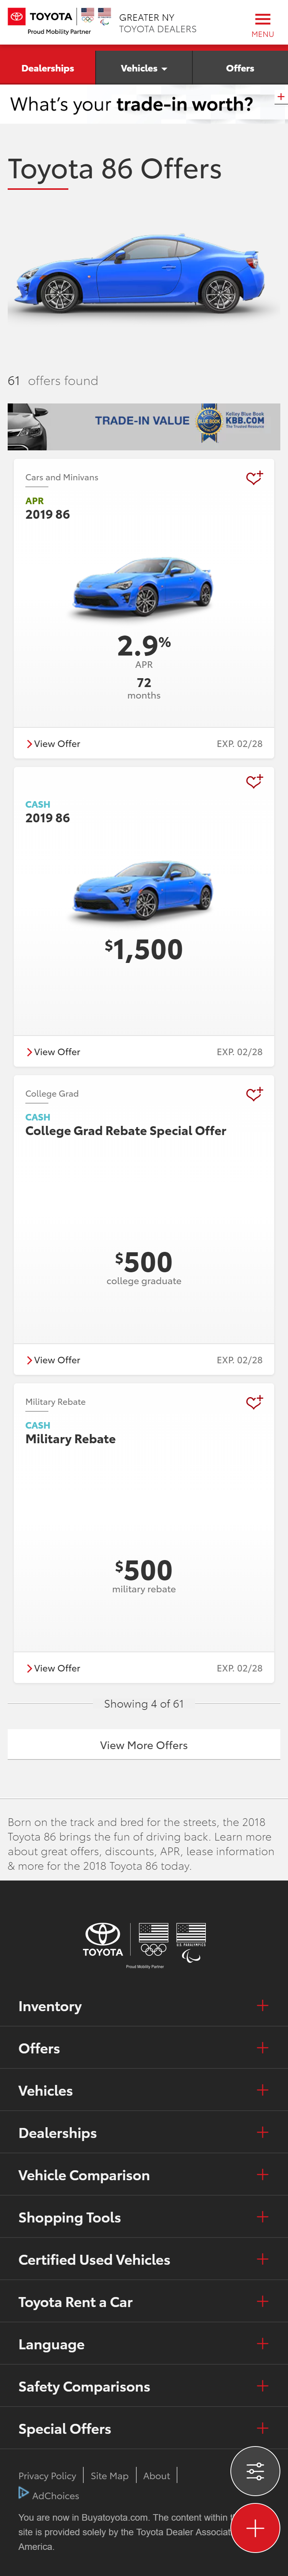 TOYOTA
Proud Mobility Partner
GREATER NY
TOYOTA DEALERS
MENU
Dealerships
Vehicles
Offers
What's your trade-in worth?
Toyota 86 Offers
61 offers found
TRADE-IN VALUE
Kelley Blue Book
KBB.COM
The Trusted Resource
Cars and Minivans
APR
2019 86
2.9%
APR
72
months
View Offer
EXP. 02/28
CASH
2019 86
$1,500
View Offer
EXP. 02/28
College Grad
CASH
College Grad Rebate Special Offer
$500
college graduate
View Offer
EXP. 02/28
Military Rebate
CASH
Military Rebate
$500
military rebate
View Offer
EXP. 02/28
Showing 4 of 61
View More Offers
Born on the track and bred for the streets, the 2018
Toyota 86 brings the fun of driving back. Learn more
about great offers, discounts, APR, lease information
& more for the 2018 Toyota 86 today.
TOYOTA
U.S. PARALYMPICS
Proud Mobility Partner
Inventory
Offers
Vehicles
Dealerships
Vehicle Comparison
Shopping Tools
Certified Used Vehicles
Toyota Rent a Car
Language
Safety Comparisons
Special Offers
Privacy Policy
Site Map
About
AdChoices
You are now in Buyatoyota.com. The content within
site is provided solely by the Toyota Dealer
America.